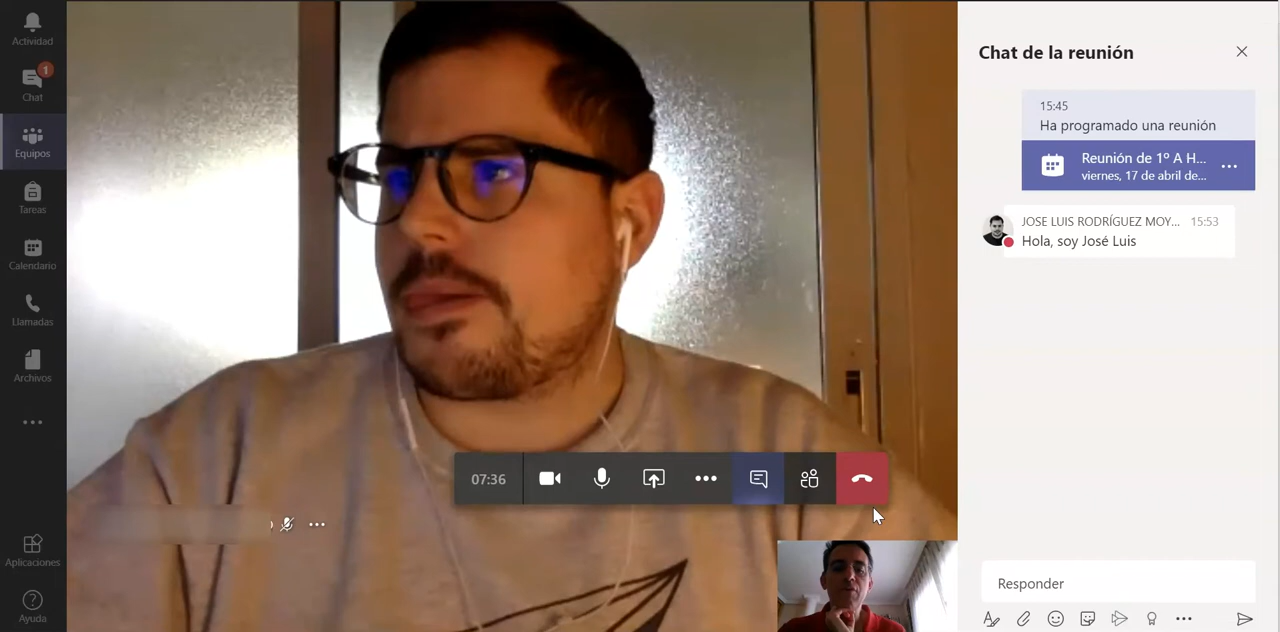 Actividad
1
Chat
Equipos
Tareas
Calendario
Llamadas
Archivos
Aplicaciones
Ayuda
07:36
Chat de la reunión
15:45
Ha programado una reunión
Reunión de 1º A H...
viernes, 17 de abril de...
JOSE LUIS RODRÍGUEZ MOY... 15:53
Hola, soy José Luis
Responder